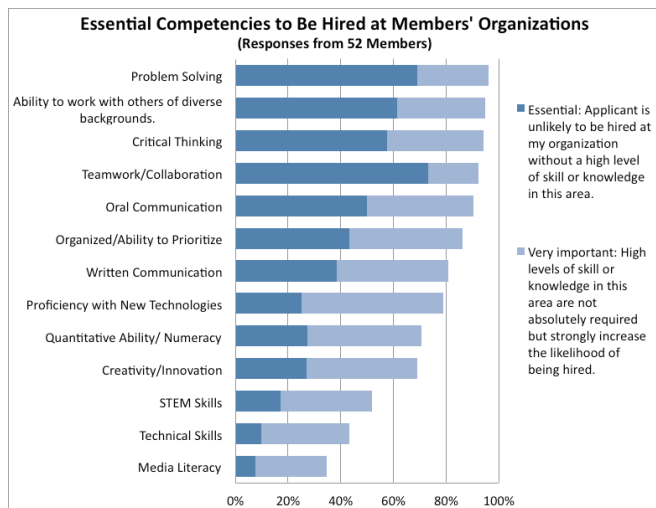 Essential Competencies to Be Hired at Members' Organizations
(Responses from 52 Members)
Problem Solving
Ability to work with others of diverse
backgrounds.
Critical Thinking
Teamwork/Collaboration
Oral Communication
Organized/Ability to Prioritize
Written Communication
Proficiency with New Technologies
Quantitative Ability/ Numeracy
Creativity/Innovation
STEM Skills
Technical Skills
Media Literacy
0%
20%
40%
60%
80%
100%
Essential: Applicant is
unlikely to be hired at
my organization
without a high level
of skill or knowledge
in this area.
Very important: High
levels of skill or
knowledge in this
area are not
absolutely required
but strongly increase
the likelihood of
being hired.